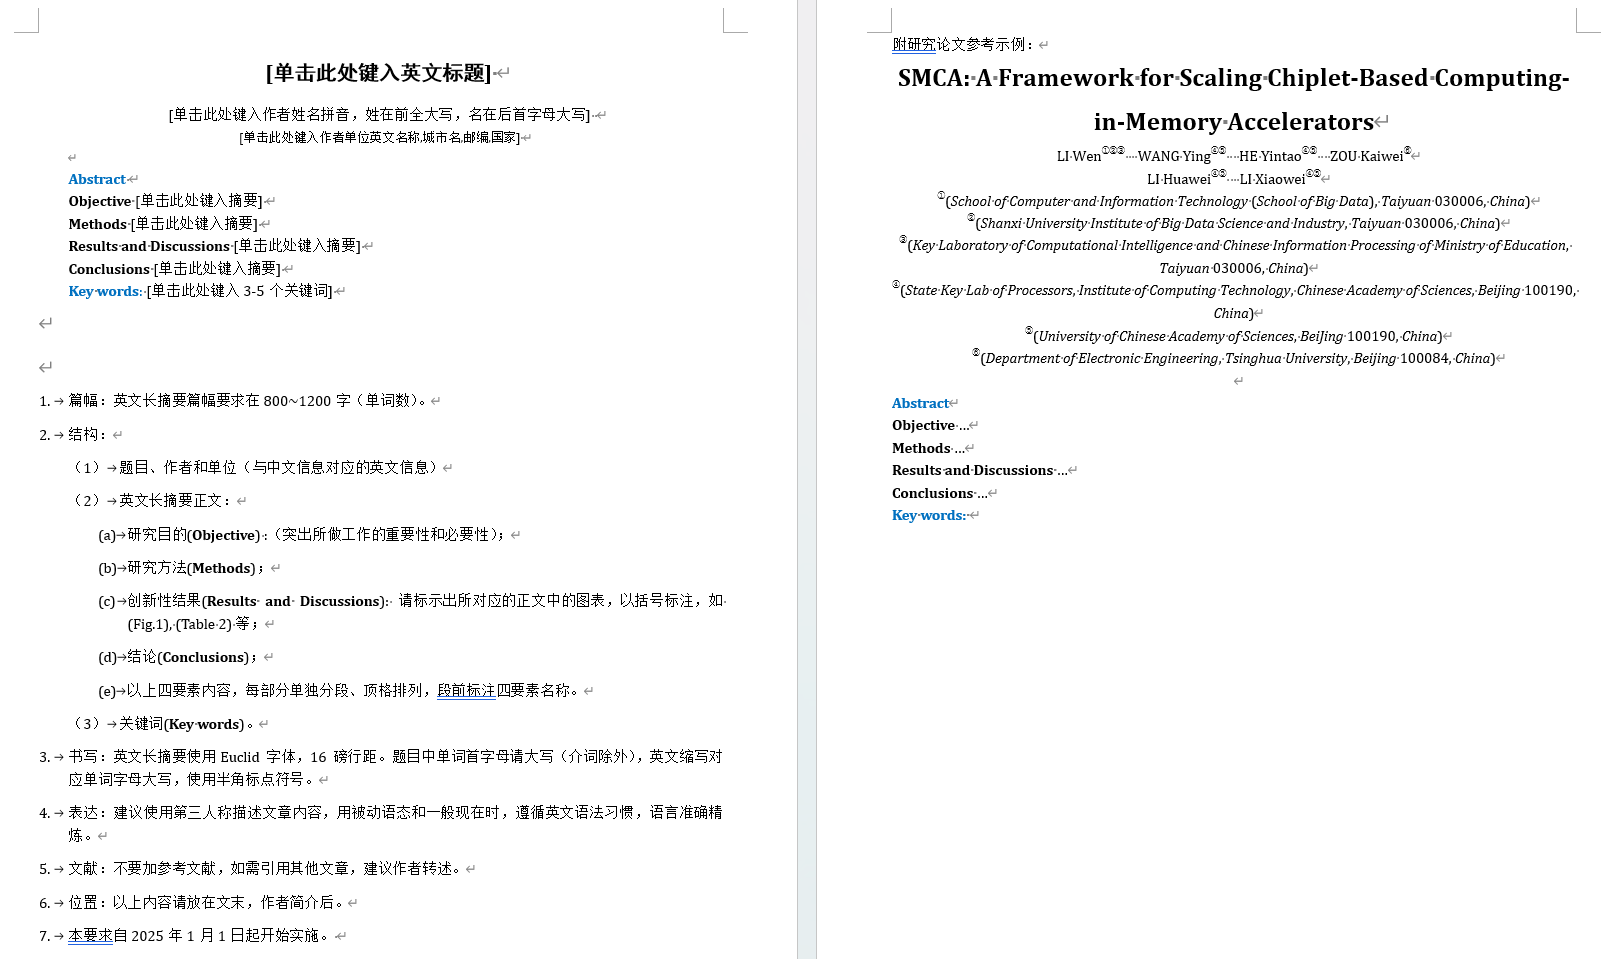 [单击此处键入英文标题]
[单击此处键入作者姓名拼音，姓在前全大写，名在后首字母大写]
[单击此处键入作者单位英文名称,城市名,邮编,国家]
Abstract
Objective [单击此处键入摘要]
Methods [单击此处键入摘要]
Results and Discussions [单击此处键入摘要]
Conclusions [单击此处键入摘要]
Key words: [单击此处键入 3-5 个关键词]
1. 篇幅：英文长摘要篇幅要求在 800~1200 字（单词数）。
2. 结构：
（1）题目、作者和单位（与中文信息对应的英文信息）
（2）英文长摘要正文：
(a) 研究目的(Objective)：（突出所做工作的重要性和必要性）；
(b) 研究方法(Methods)；
(c) 创新性结果(Results and Discussions): 请标示出所对应的正文中的图表，以括号标注，如
(Fig.1), (Table 2) 等；
(d) 结论(Conclusions)；
(e) 以上四要素内容，每部分单独分段、顶格排列，段前标注四要素名称。
（3）关键词(Key words)。
3. 书写：英文长摘要使用 Euclid 字体，16 磅行距。题目中单词首字母请大写（介词除外），英文缩写对
应单词字母大写，使用半角标点符号。
4. 表达：建议使用第三人称描述文章内容，用被动语态和一般现在时，遵循英文语法习惯，语言准确精
炼。
5. 文献：不要加参考文献，如需引用其他文章，建议作者转述。
6. 位置：以上内容请放在文末，作者简介后。
7. 本要求自 2025 年 1 月 1 日起开始实施。
附研究论文参考示例：
SMCA: A Framework for Scaling Chiplet-Based Computing-
in-Memory Accelerators
LI Wen①②③ WANG Ying④⑤ HE Yintao④⑤ ZOU Kaiwei⑥
LI Huawei④⑤ LI Xiaowei④⑤
①(School of Computer and Information Technology (School of Big Data), Taiyuan 030006, China)
②(Shanxi University Institute of Big Data Science and Industry, Taiyuan 030006, China)
③(Key Laboratory of Computational Intelligence and Chinese Information Processing of Ministry of Education,
Taiyuan 030006, China)
④(State Key Lab of Processors, Institute of Computing Technology, Chinese Academy of Sciences, Beijing 100190,
China)
⑤(University of Chinese Academy of Sciences, BeiJing 100190, China)
⑥(Department of Electronic Engineering, Tsinghua University, Beijing 100084, China)
Abstract
Objective ...
Methods ...
Results and Discussions ...
Conclusions ...
Key words: